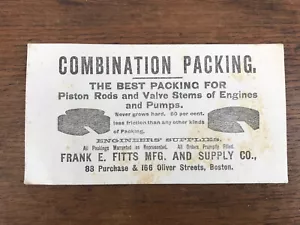 COMBINATION PACKING.
THE BEST PACKING FOR
Piston Rods and Valve Stems of Engines
and Pumps.
Never grows hard. 50 per cent.
less friction than any other kinds
of Packing.
ENGINEERS' SUPPLIES.
All Packings Warranted as Represented. All Orders Promptly Filled.
FRANK E. FITTS MFG. AND SUPPLY CO.,
88 Purchase & 166 Oliver Streets, Boston.